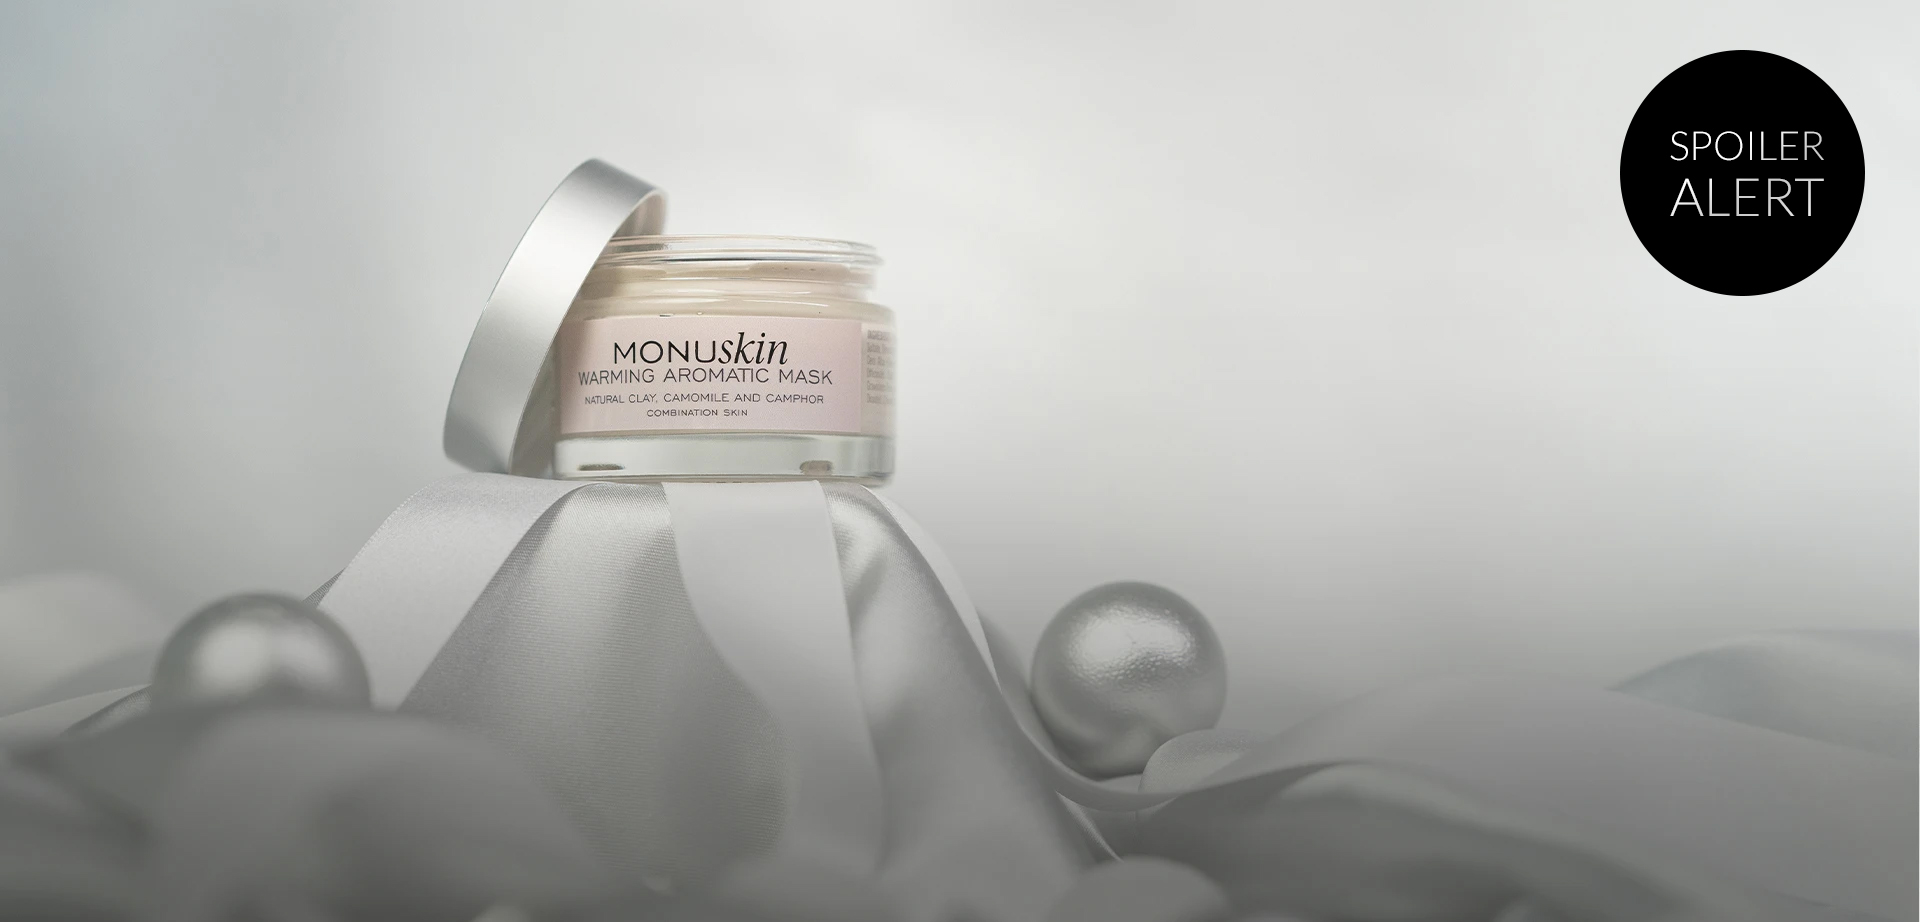 SPOILER
ALERT
MONUskin
WARMING AROMATIC MASK
NATURAL CLAY, CAMOMILE AND CAMPHOR
COMBINATION SKIN